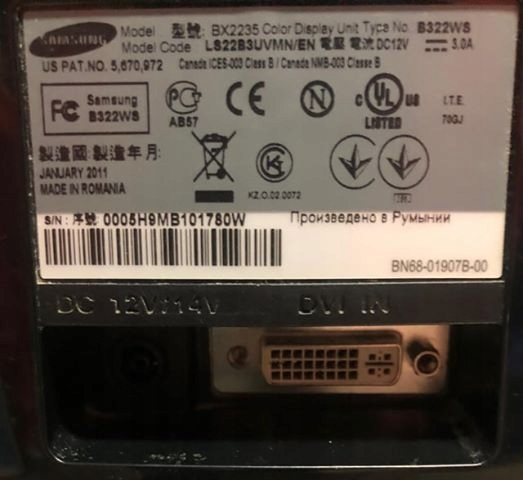 SAMSUNG
Model 型號: BX2235 Color Display Unit Type No. B322WS
Model Code LS22B3UVMN/EN 電壓 電流 DC12V ⎓ 3.0A
US PAT.NO. 5,670,972 Canada ICES-003 Class B / Canada NMB-003 Classe B
FC Samsung B322WS
РС АВ57
CE
N
C UL US LISTED
I.T.E. 70GJ
製造國 製造年月:
JANUARY 2011
MADE IN ROMANIA
KZ.O.02.0072
S/N : 序號 0005H9MB101780W
Произведено в Румынии
BN68-01907B-00
DC 12V/14V DVI IN